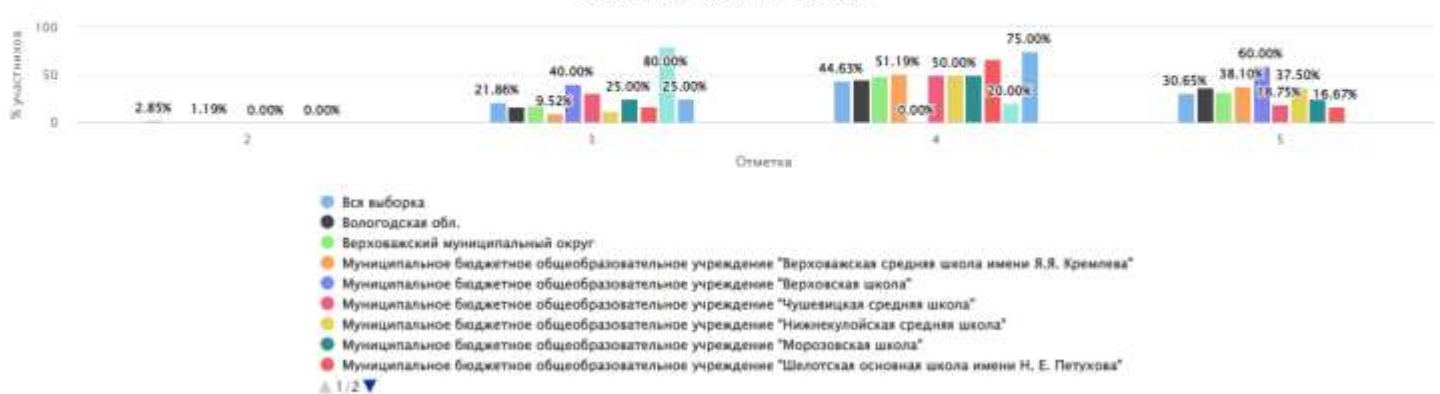 % участников
100
50
0
2.85% 1.19% 0.00% 0.00%
21.86% 9.52% 40.00% 25.00% 80.00% 25.00%
44.63% 51.19% 0.00% 50.00% 20.00% 75.00%
30.65% 38.10% 60.00% 18.75% 37.50% 16.67%
2 3 4 5
Отметка
Вся выборка
Вологодская обл.
Верховажский муниципальный округ
Муниципальное бюджетное общеобразовательное учреждение "Верховажская средняя школа имени Я.Я. Кремлева"
Муниципальное бюджетное общеобразовательное учреждение "Верховская школа"
Муниципальное бюджетное общеобразовательное учреждение "Чушевицкая средняя школа"
Муниципальное бюджетное общеобразовательное учреждение "Нижнекулойская средняя школа"
Муниципальное бюджетное общеобразовательное учреждение "Морозовская школа"
Муниципальное бюджетное общеобразовательное учреждение "Шелотская основная школа имени Н. Е. Петухова"
1/2